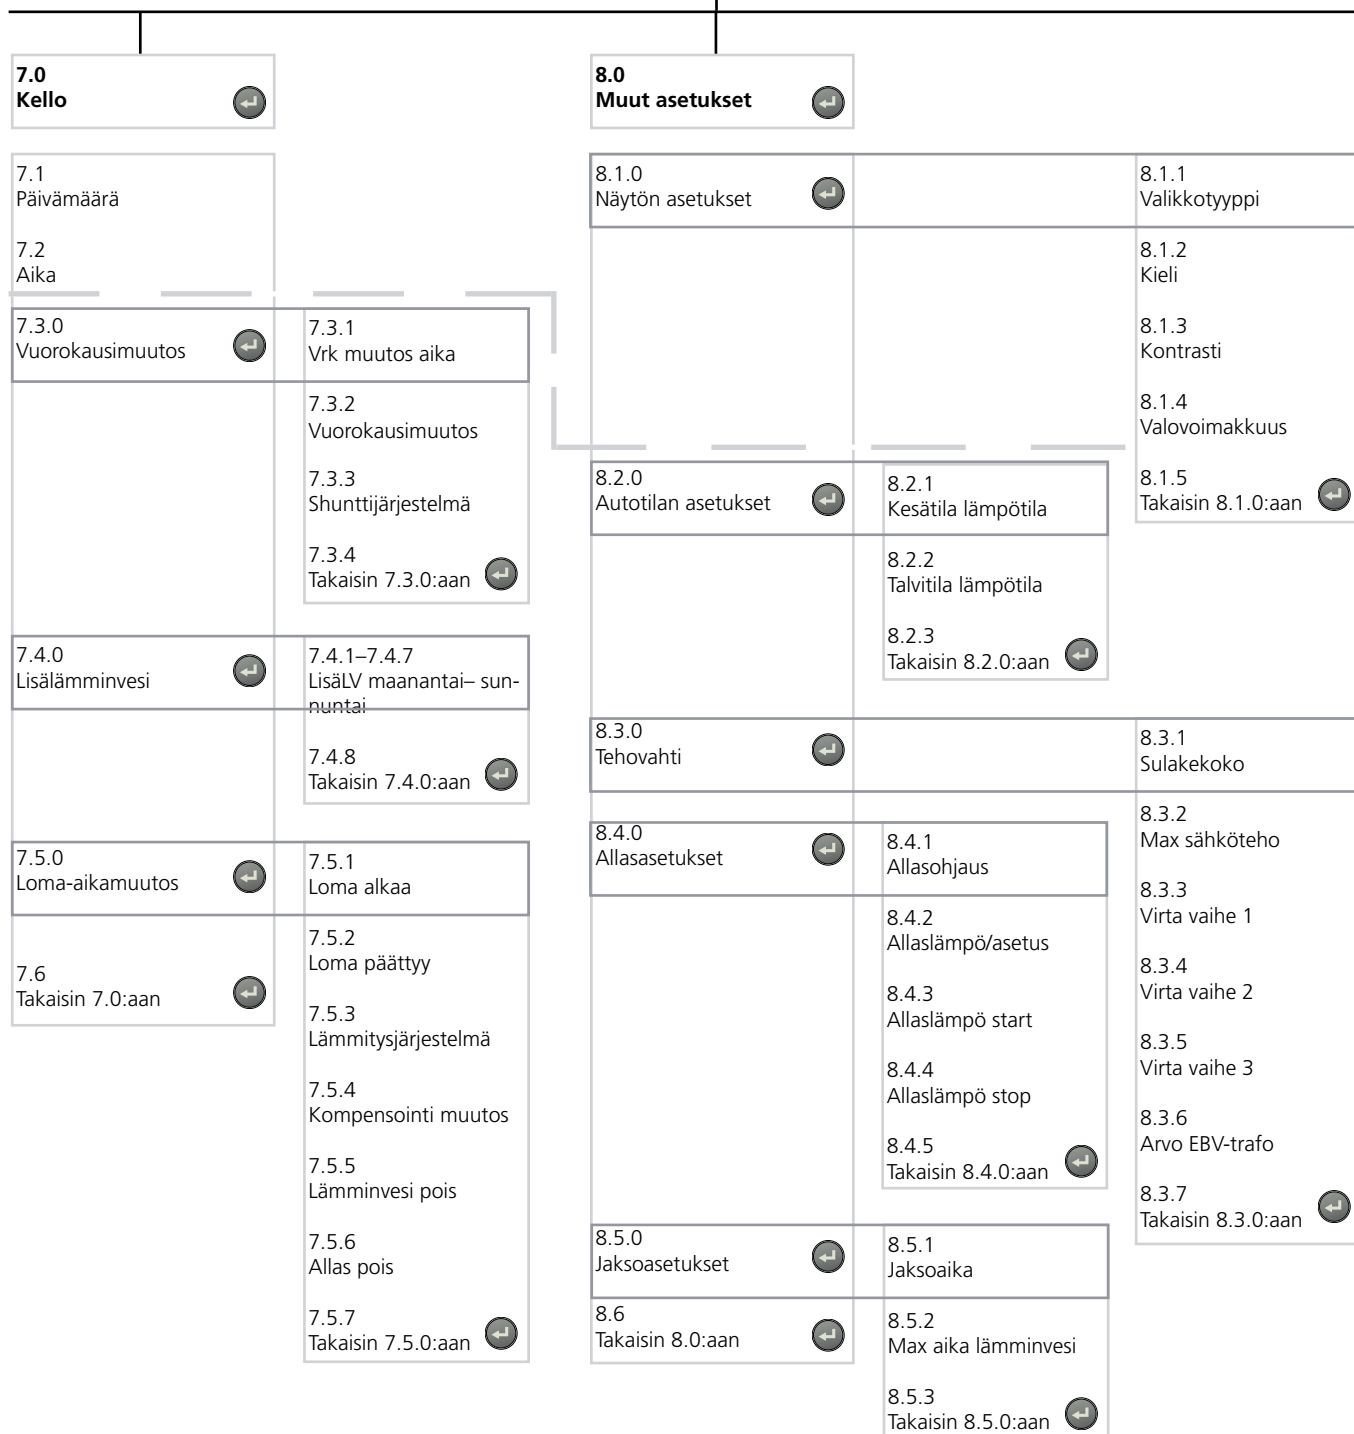 7.0
Kello
7.1
Päivämäärä
7.2
Aika
7.3.0
Vuorokausimuutos
7.3.1
Vrk muutos aika
7.3.2
Vuorokausimuutos
7.3.3
Shunttijärjestelmä
7.3.4
Takaisin 7.3.0:aan
7.4.0
Lisälämminvesi
7.4.1–7.4.7
LisäLV maanantai– sun-
nuntai
7.4.8
Takaisin 7.4.0:aan
7.5.0
Loma-aikamuutos
7.5.1
Loma alkaa
7.5.2
Loma päättyy
7.5.3
Lämmitysjärjestelmä
7.5.4
Kompensointi muutos
7.5.5
Lämminvesi pois
7.5.6
Allas pois
7.5.7
Takaisin 7.5.0:aan
7.6
Takaisin 7.0:aan
8.0
Muut asetukset
8.1.0
Näytön asetukset
8.1.1
Valikkotyyppi
8.1.2
Kieli
8.1.3
Kontrasti
8.1.4
Valovoimakkuus
8.1.5
Takaisin 8.1.0:aan
8.2.0
Autotilan asetukset
8.2.1
Kesätila lämpötila
8.2.2
Talvitila lämpötila
8.2.3
Takaisin 8.2.0:aan
8.3.0
Tehovahti
8.3.1
Sulakekoko
8.3.2
Max sähköteho
8.3.3
Virta vaihe 1
8.3.4
Virta vaihe 2
8.3.5
Virta vaihe 3
8.3.6
Arvo EBV-trafo
8.3.7
Takaisin 8.3.0:aan
8.4.0
Allasasetukset
8.4.1
Allasohjaus
8.4.2
Allaslämpö/asetus
8.4.3
Allaslämpö start
8.4.4
Allaslämpö stop
8.4.5
Takaisin 8.4.0:aan
8.5.0
Jaksoasetukset
8.5.1
Jaksoaika
8.5.2
Max aika lämminvesi
8.5.3
Takaisin 8.5.0:aan
8.6
Takaisin 8.0:aan